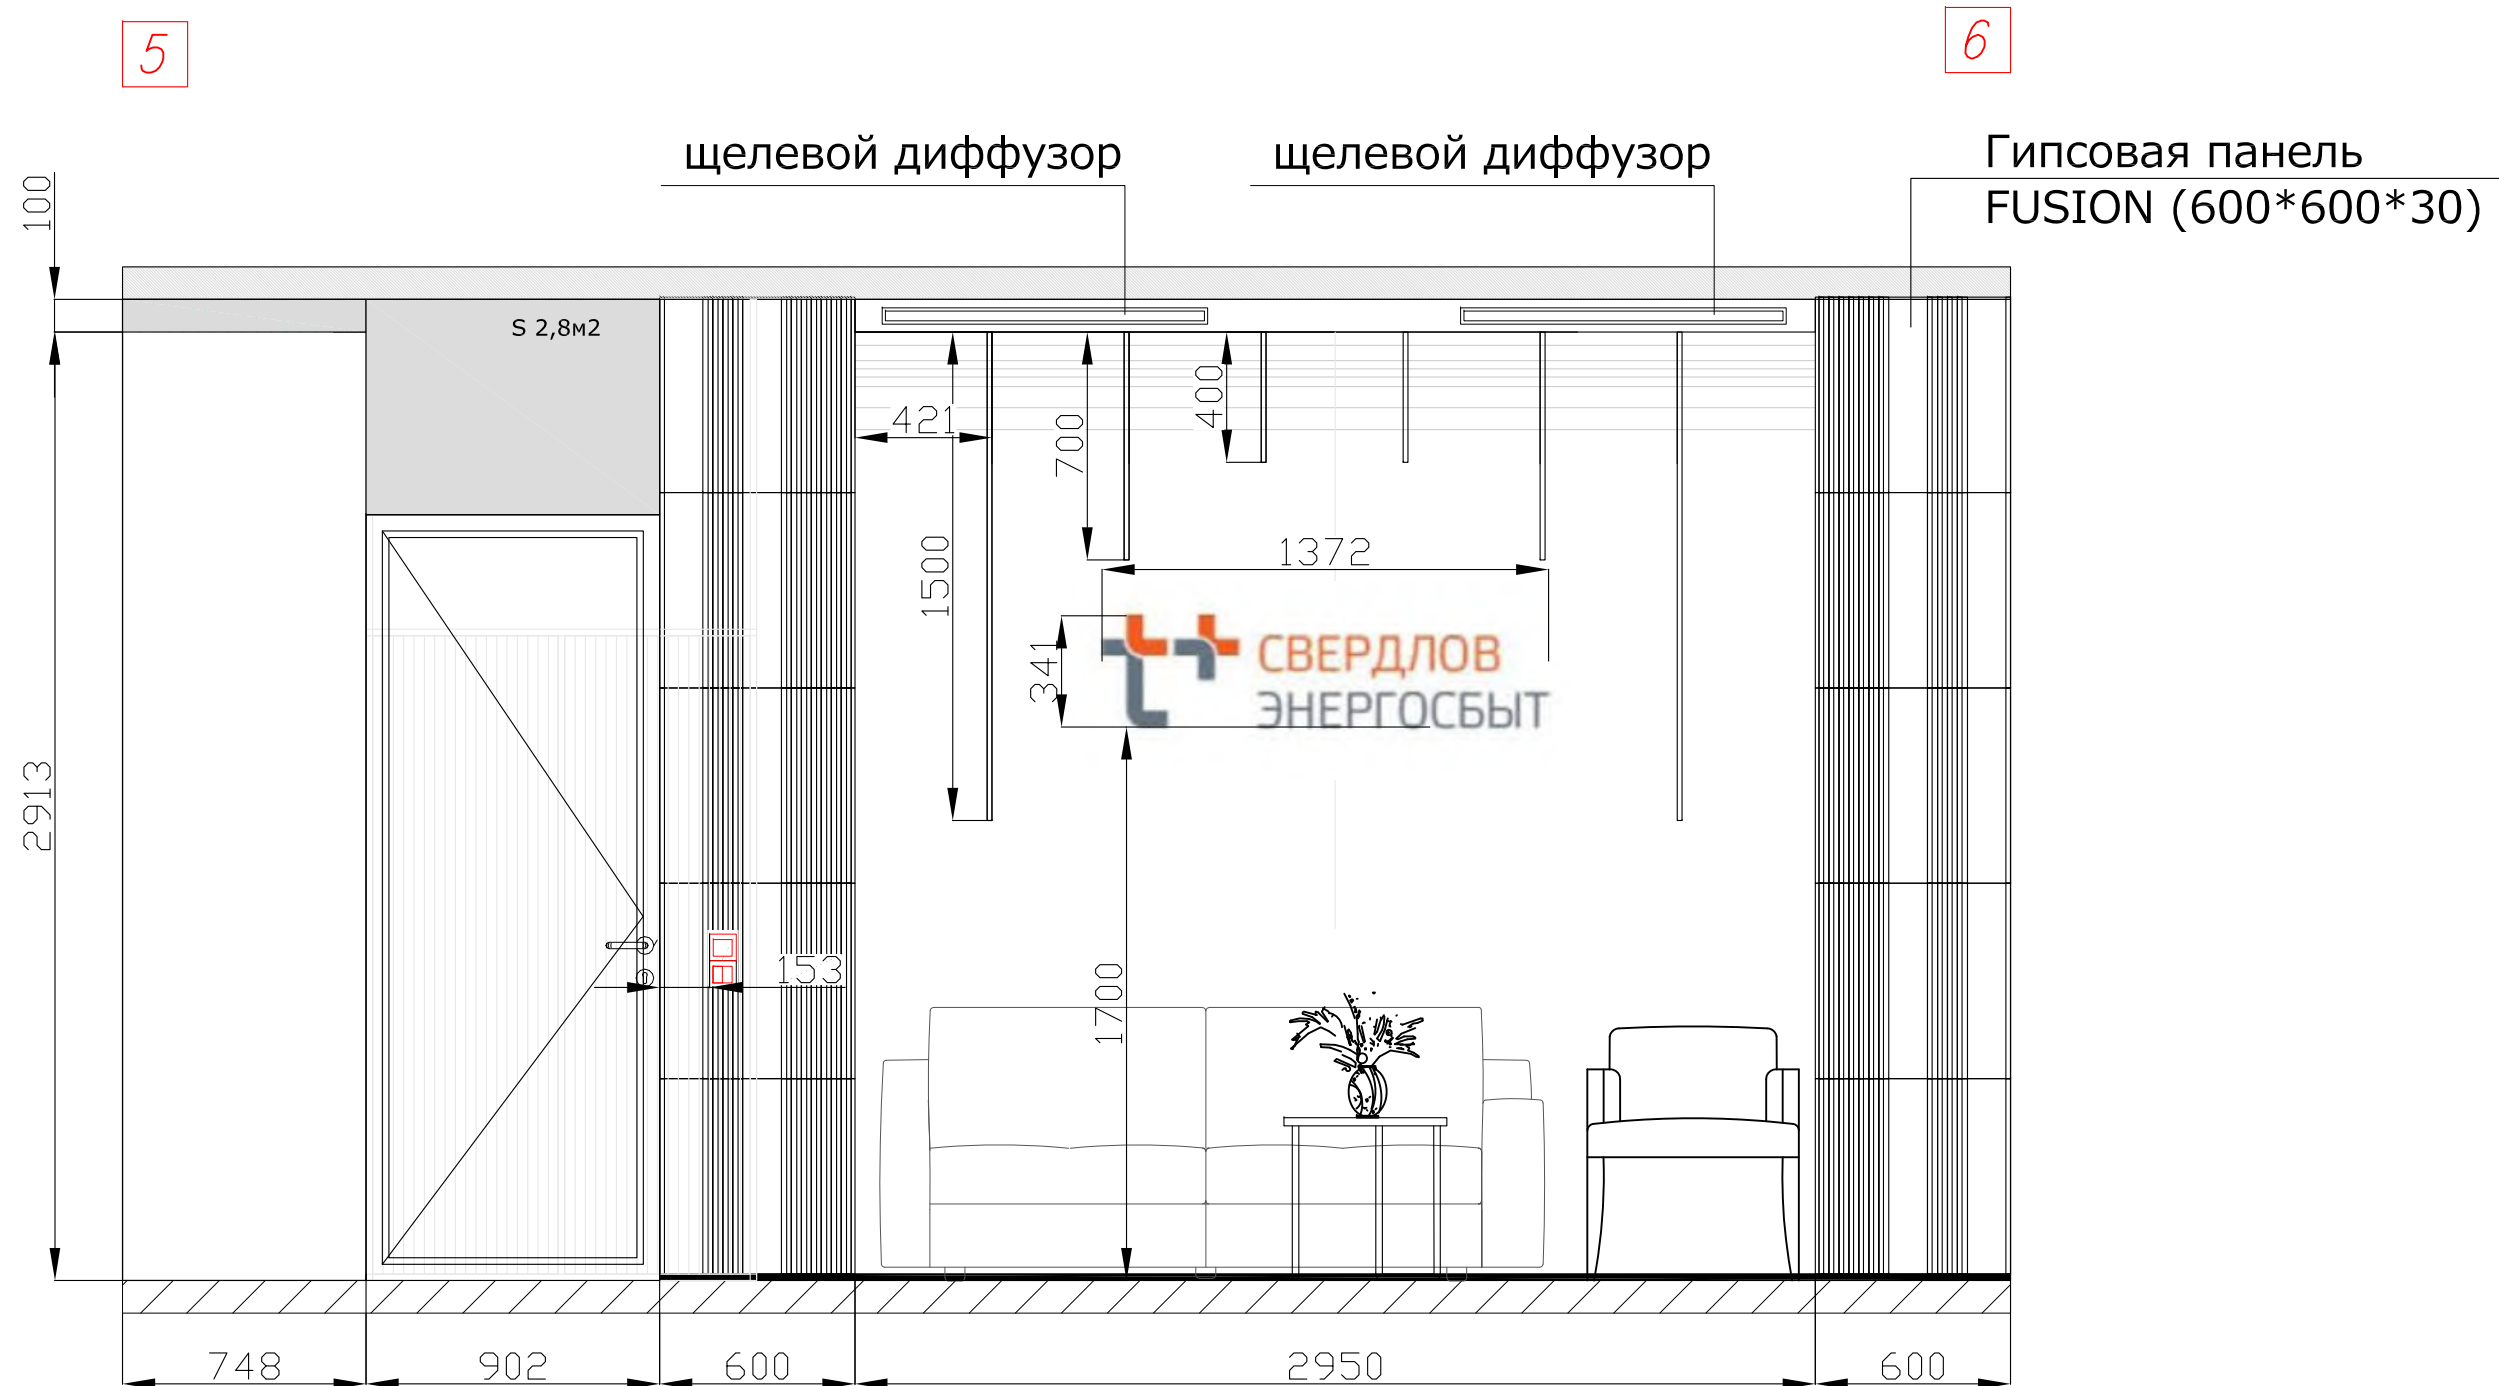 5
6
щелевой диффузор
щелевой диффузор
Гипсовая панель
FUSION (600*600*30)
100
S 2,8м2
421
700
400
1500
1372
341
СВЕРДЛОВ
ЭНЕРГОСБЫТ
2913
153
1700
748
902
600
2950
600